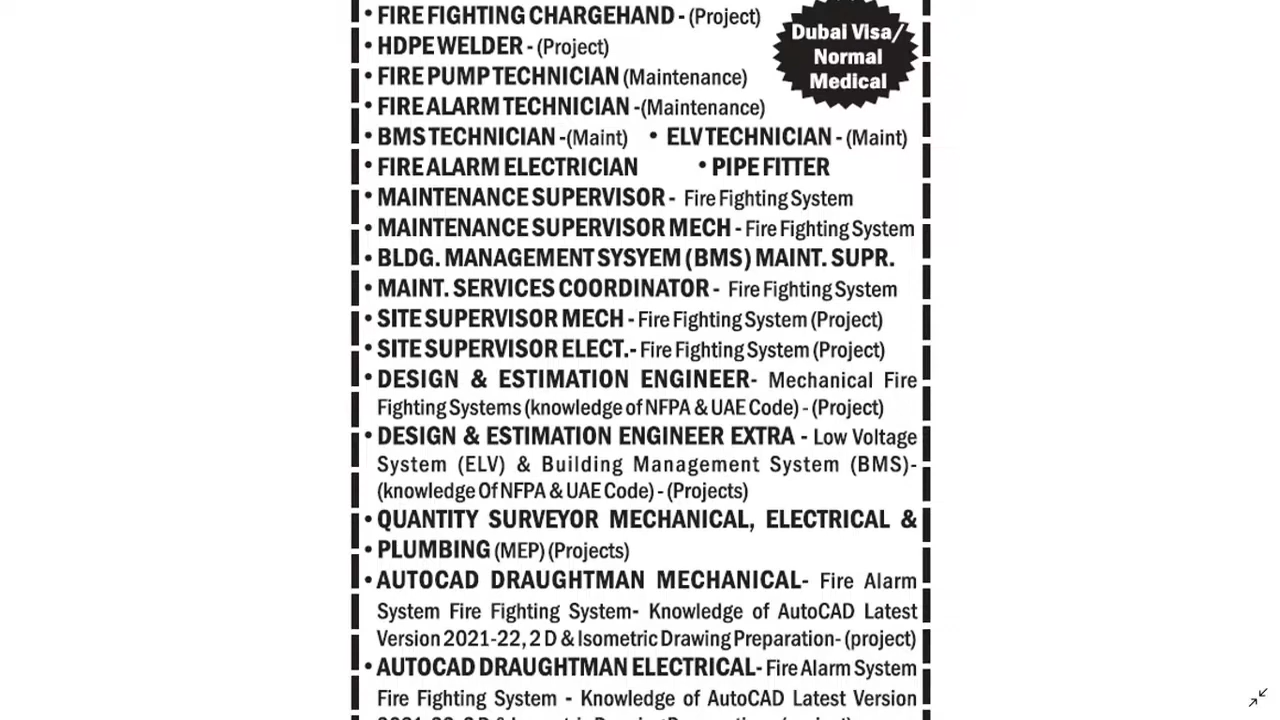 • FIRE FIGHTING CHARGEHAND - (Project)
Dubai Visa/
Normal
Medical
• HDPE WELDER - (Project)
• FIRE PUMP TECHNICIAN (Maintenance)
• FIRE ALARM TECHNICIAN -(Maintenance)
• BMS TECHNICIAN -(Maint) • ELV TECHNICIAN - (Maint)
• FIRE ALARM ELECTRICIAN • PIPE FITTER
• MAINTENANCE SUPERVISOR - Fire Fighting System
• MAINTENANCE SUPERVISOR MECH - Fire Fighting System
• BLDG. MANAGEMENT SYSYEM (BMS) MAINT. SUPR.
• MAINT. SERVICES COORDINATOR - Fire Fighting System
• SITE SUPERVISOR MECH - Fire Fighting System (Project)
• SITE SUPERVISOR ELECT.- Fire Fighting System (Project)
• DESIGN & ESTIMATION ENGINEER- Mechanical Fire
Fighting Systems (knowledge of NFPA & UAE Code) - (Project)
• DESIGN & ESTIMATION ENGINEER EXTRA - Low Voltage
System (ELV) & Building Management System (BMS)-
(knowledge Of NFPA & UAE Code) - (Projects)
• QUANTITY SURVEYOR MECHANICAL, ELECTRICAL &
• PLUMBING (MEP) (Projects)
• AUTOCAD DRAUGHTMAN MECHANICAL- Fire Alarm
System Fire Fighting System- Knowledge of AutoCAD Latest
Version 2021-22, 2 D & Isometric Drawing Preparation- (project)
• AUTOCAD DRAUGHTMAN ELECTRICAL- Fire Alarm System
Fire Fighting System - Knowledge of AutoCAD Latest Version